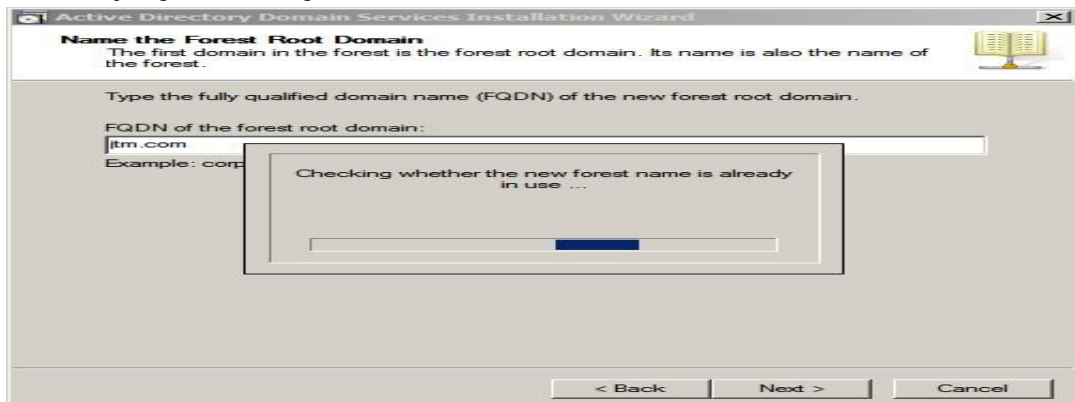 Active Directory Domain Services Installation Wizard
Name the Forest Root Domain
The first domain in the forest is the forest root domain. Its name is also the name of
the forest.
Type the fully qualified domain name (FQDN) of the new forest root domain.
FQDN of the forest root domain:
jtm.com
Example: corp
Checking whether the new forest name is already
in use ...
< Back
Next >
Cancel